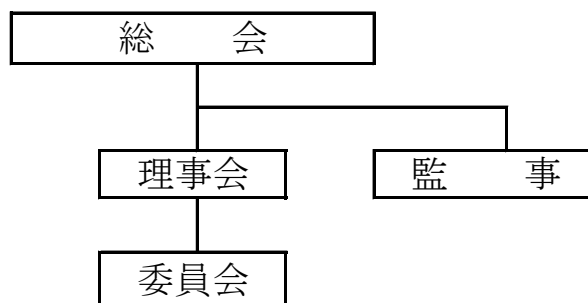 総　会
理事会
監　事
委員会